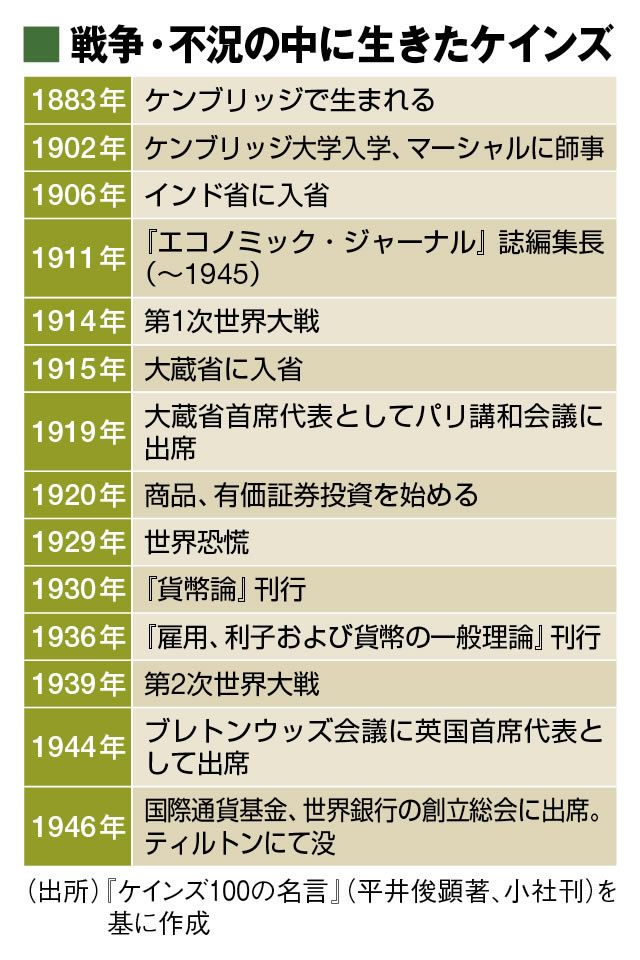 ■ 戦争・不況の中に生きたケインズ
1883年 ケンブリッジで生まれる
1902年 ケンブリッジ大学入学、マーシャルに師事
1906年 インド省に入省
1911年 『エコノミック・ジャーナル』誌編集長
（〜1945）
1914年 第1次世界大戦
1915年 大蔵省に入省
1919年 大蔵省首席代表としてパリ講和会議に
出席
1920年 商品、有価証券投資を始める
1929年 世界恐慌
1930年 『貨幣論』刊行
1936年 『雇用、利子および貨幣の一般理論』刊行
1939年 第2次世界大戦
1944年 ブレトンウッズ会議に英国首席代表と
して出席
1946年 国際通貨基金、世界銀行の創立総会に出席。
ティルトンにて没
（出所）『ケインズ100の名言』（平井俊顕著、小社刊）を
基に作成